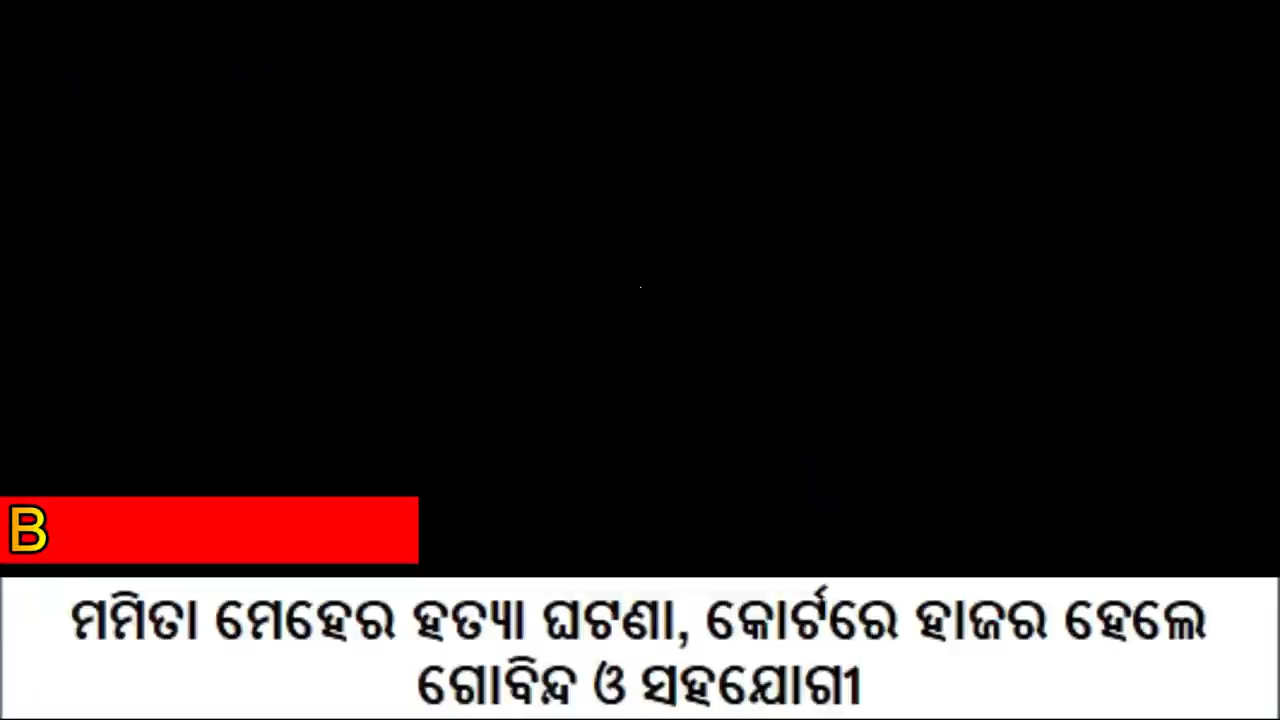 B
ମମିତା ମେହେର ହତ୍ୟା ଘଟଣା, କୋର୍ଟରେ ହାଜର ହେଲେ
ଗୋବିନ୍ଦ ଓ ସହଯୋଗୀ